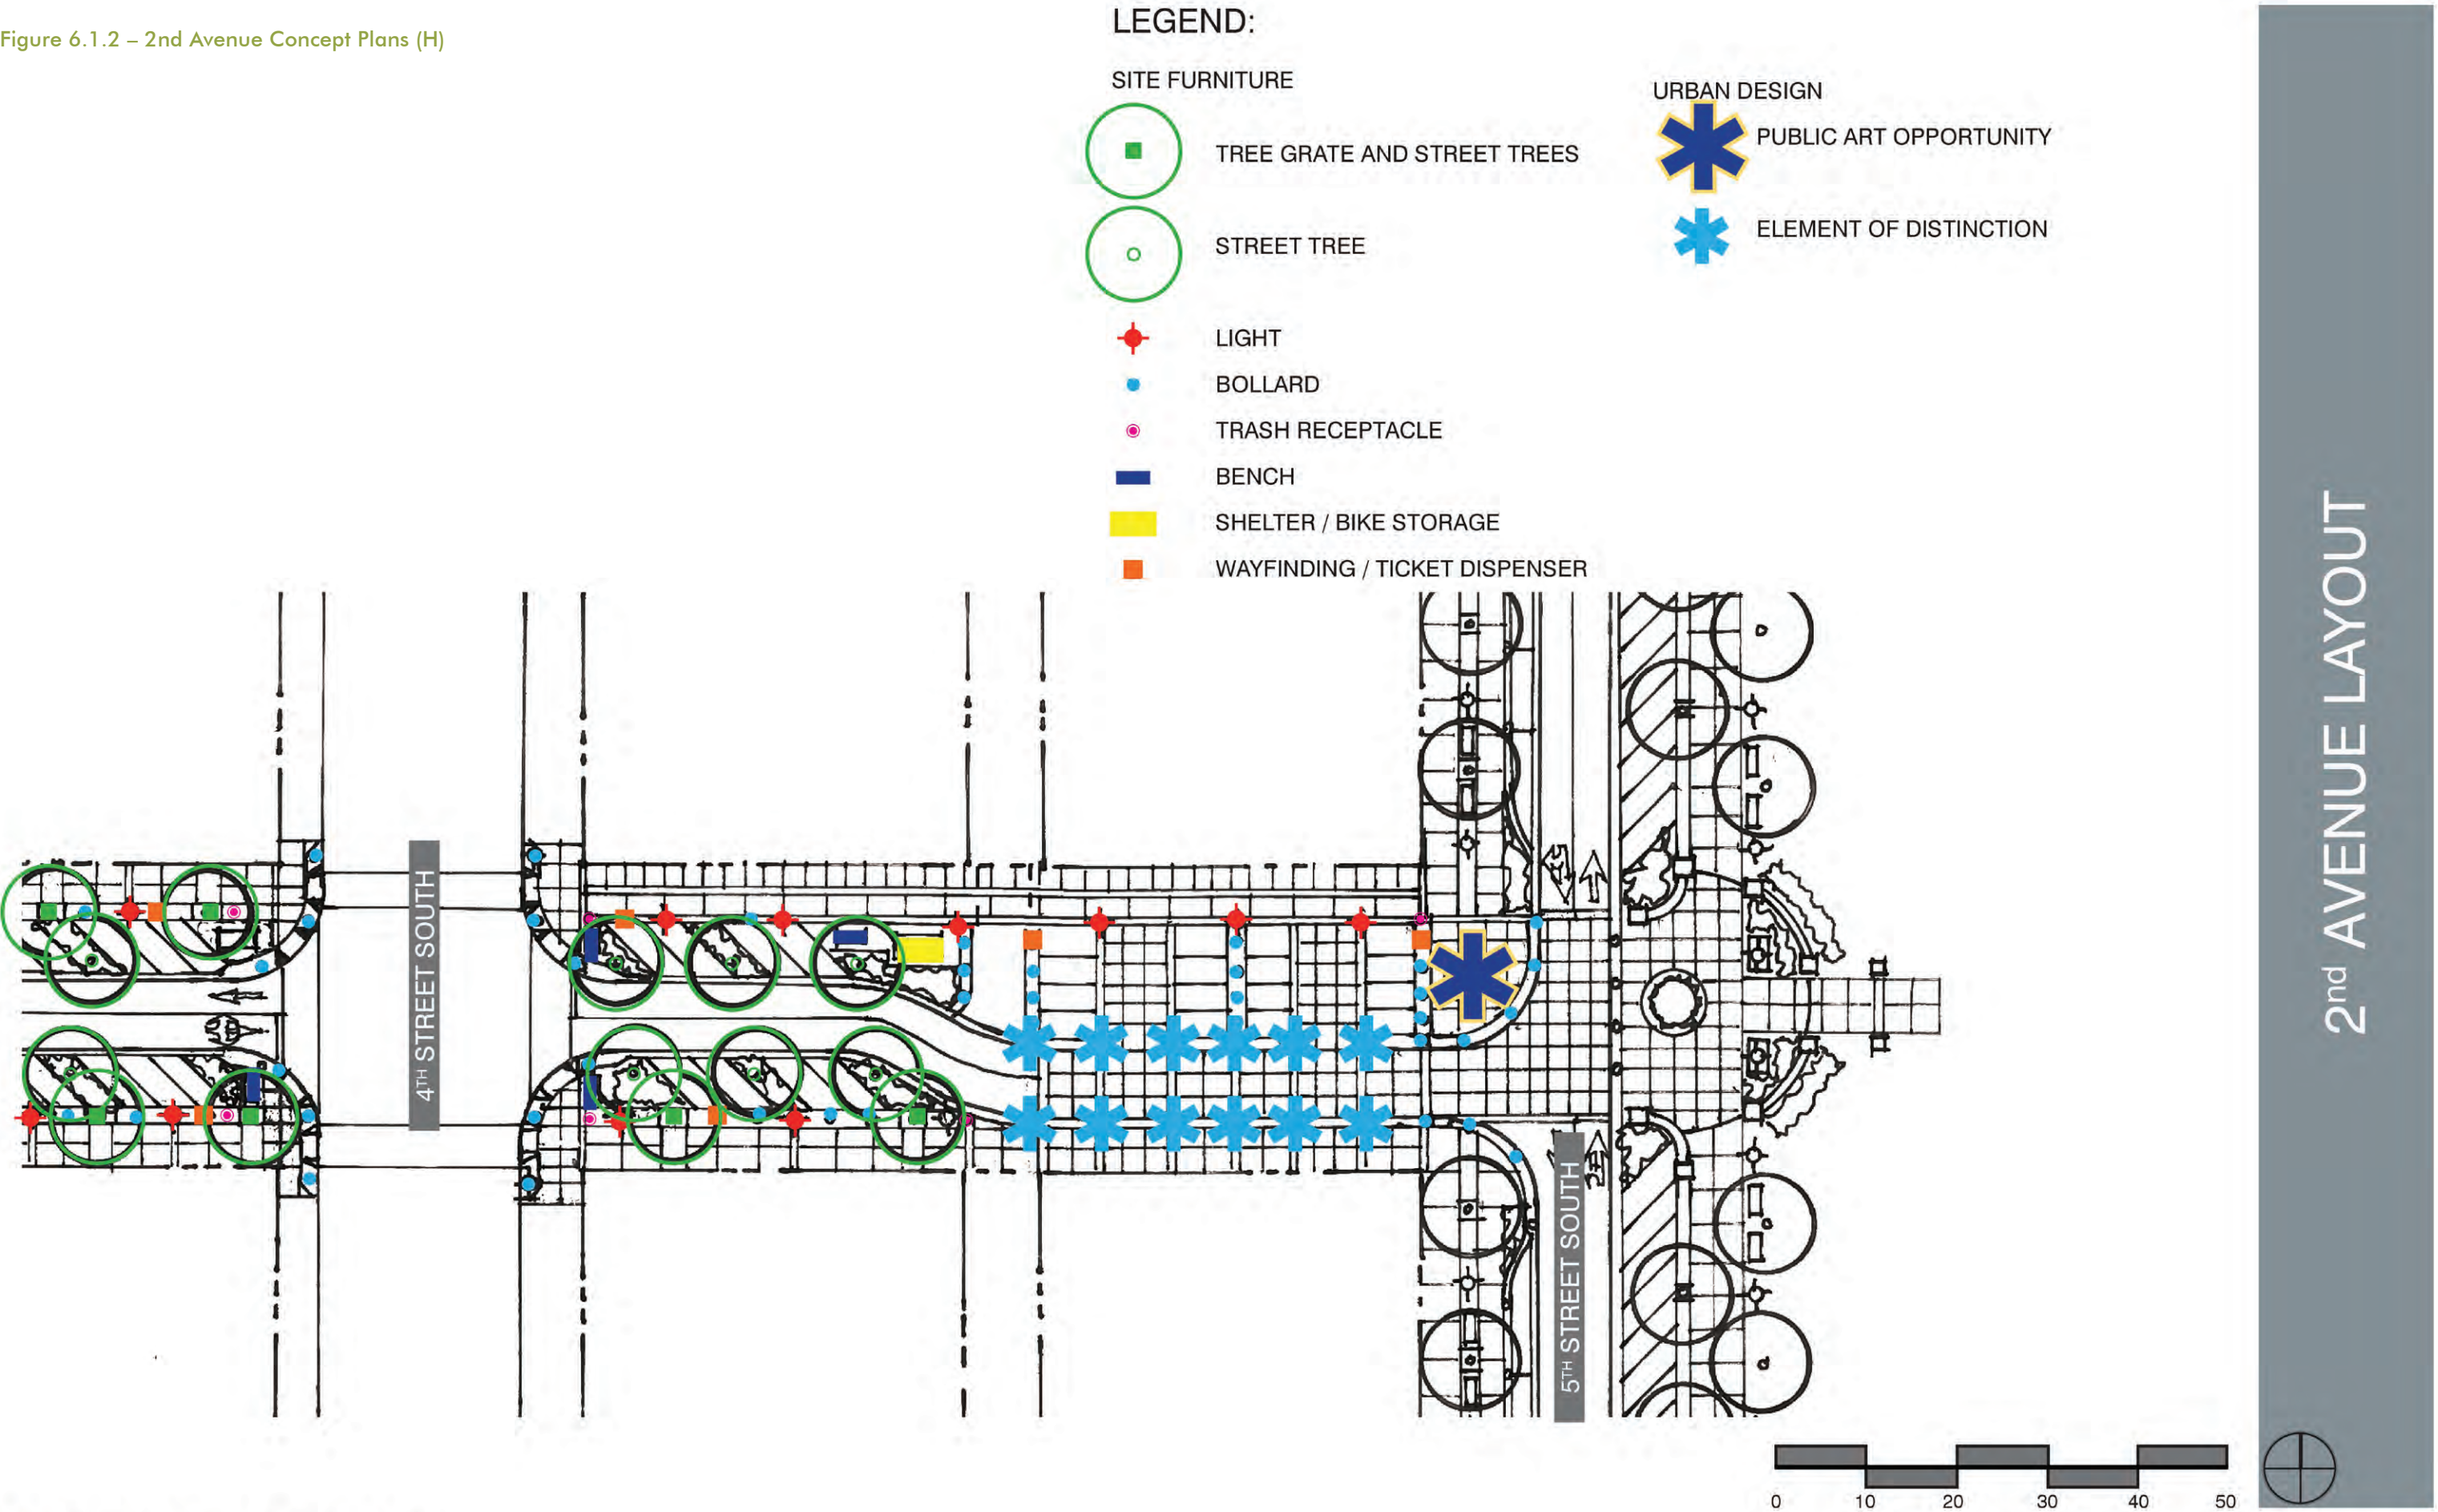 Figure 6.1.2 – 2nd Avenue Concept Plans (H)
LEGEND:
SITE FURNITURE
TREE GRATE AND STREET TREES
STREET TREE
LIGHT
BOLLARD
TRASH RECEPTACLE
BENCH
SHELTER / BIKE STORAGE
WAYFINDING / TICKET DISPENSER
URBAN DESIGN
PUBLIC ART OPPORTUNITY
ELEMENT OF DISTINCTION
4TH STREET SOUTH
5TH STREET SOUTH
2nd AVENUE LAYOUT
0 10 20 30 40 50